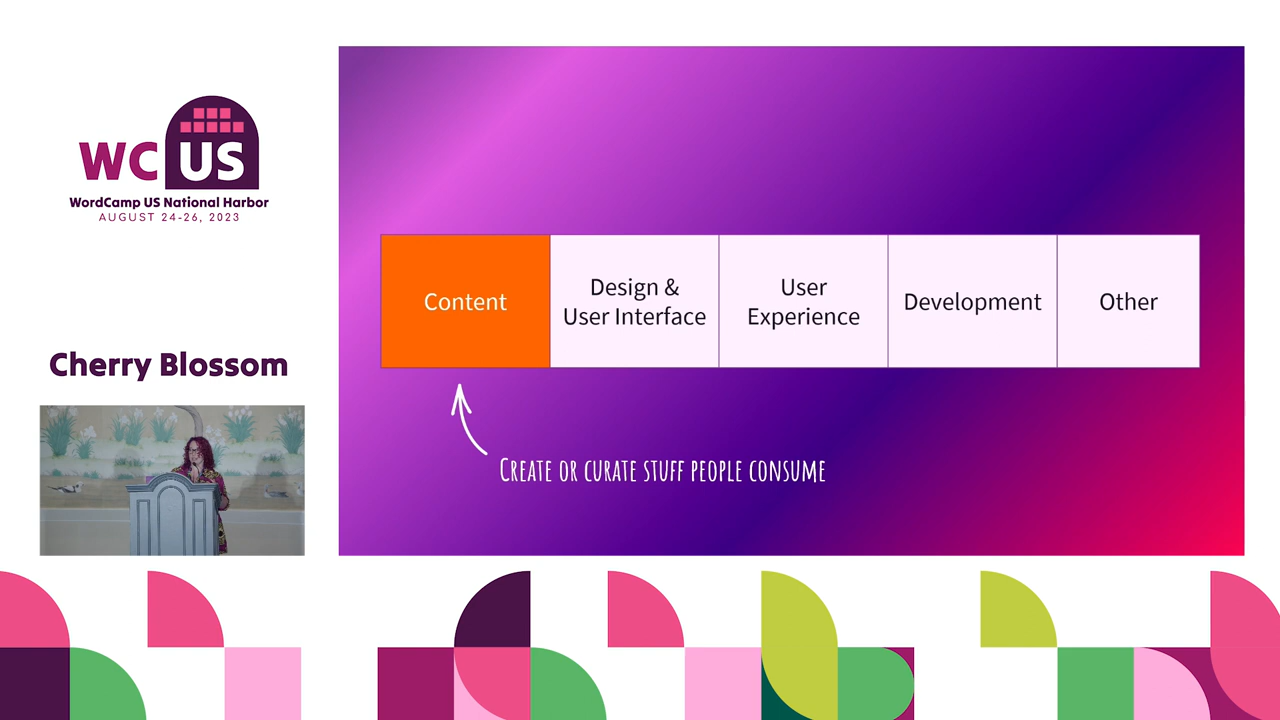 WC US
WordCamp US National Harbor
AUGUST 24-26, 2023
Cherry Blossom
Content
Design &
User Interface
User
Experience
Development
Other
Create or curate stuff people consume